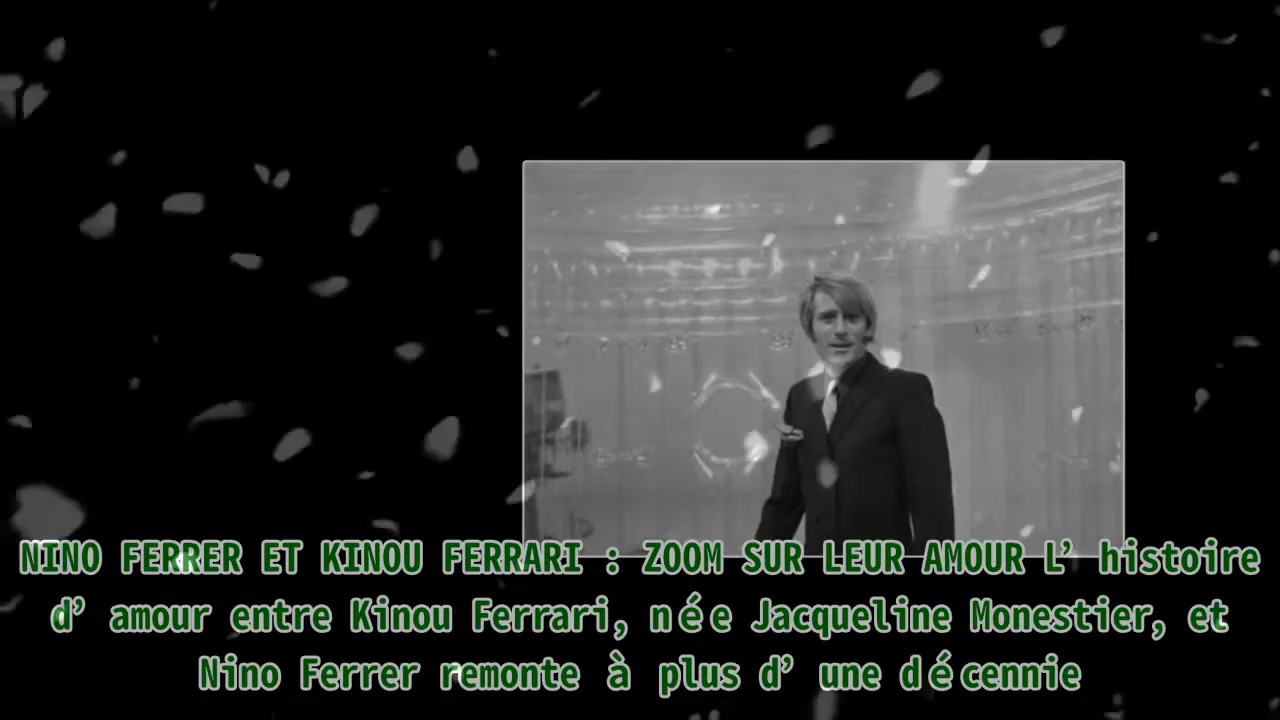 NINO FERRER ET KINOU FERRARI : ZOOM SUR LEUR AMOUR L’ histoire
d’ amour entre Kinou Ferrari, née Jacqueline Monestier, et
Nino Ferrer remonte à plus d’ une décennie